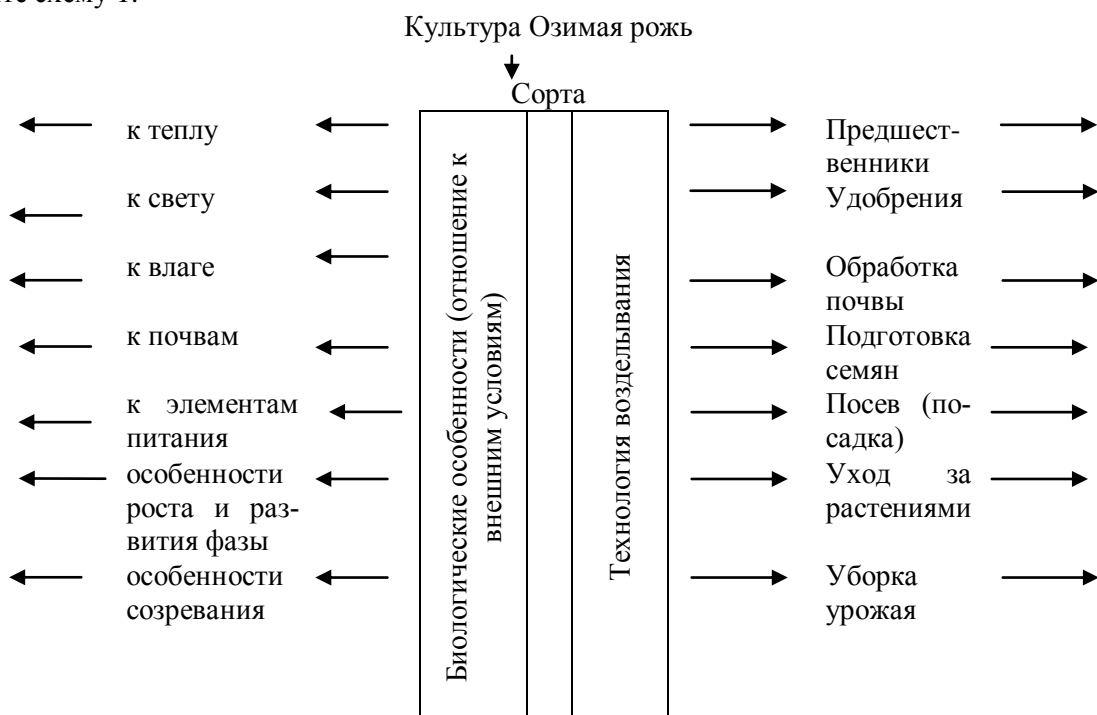 Культура Озимая рожь
Сорта
к теплу
к свету
к влаге
к почвам
к элементам
питания
особенности
роста и раз-
вития фазы
особенности
созревания
Биологические особенности (отношение к
внешним условиям)
Технология возделывания
Предшест-
венники
Удобрения
Обработка
почвы
Подготовка
семян
Посев (по-
садка)
Уход за
растениями
Уборка
урожая